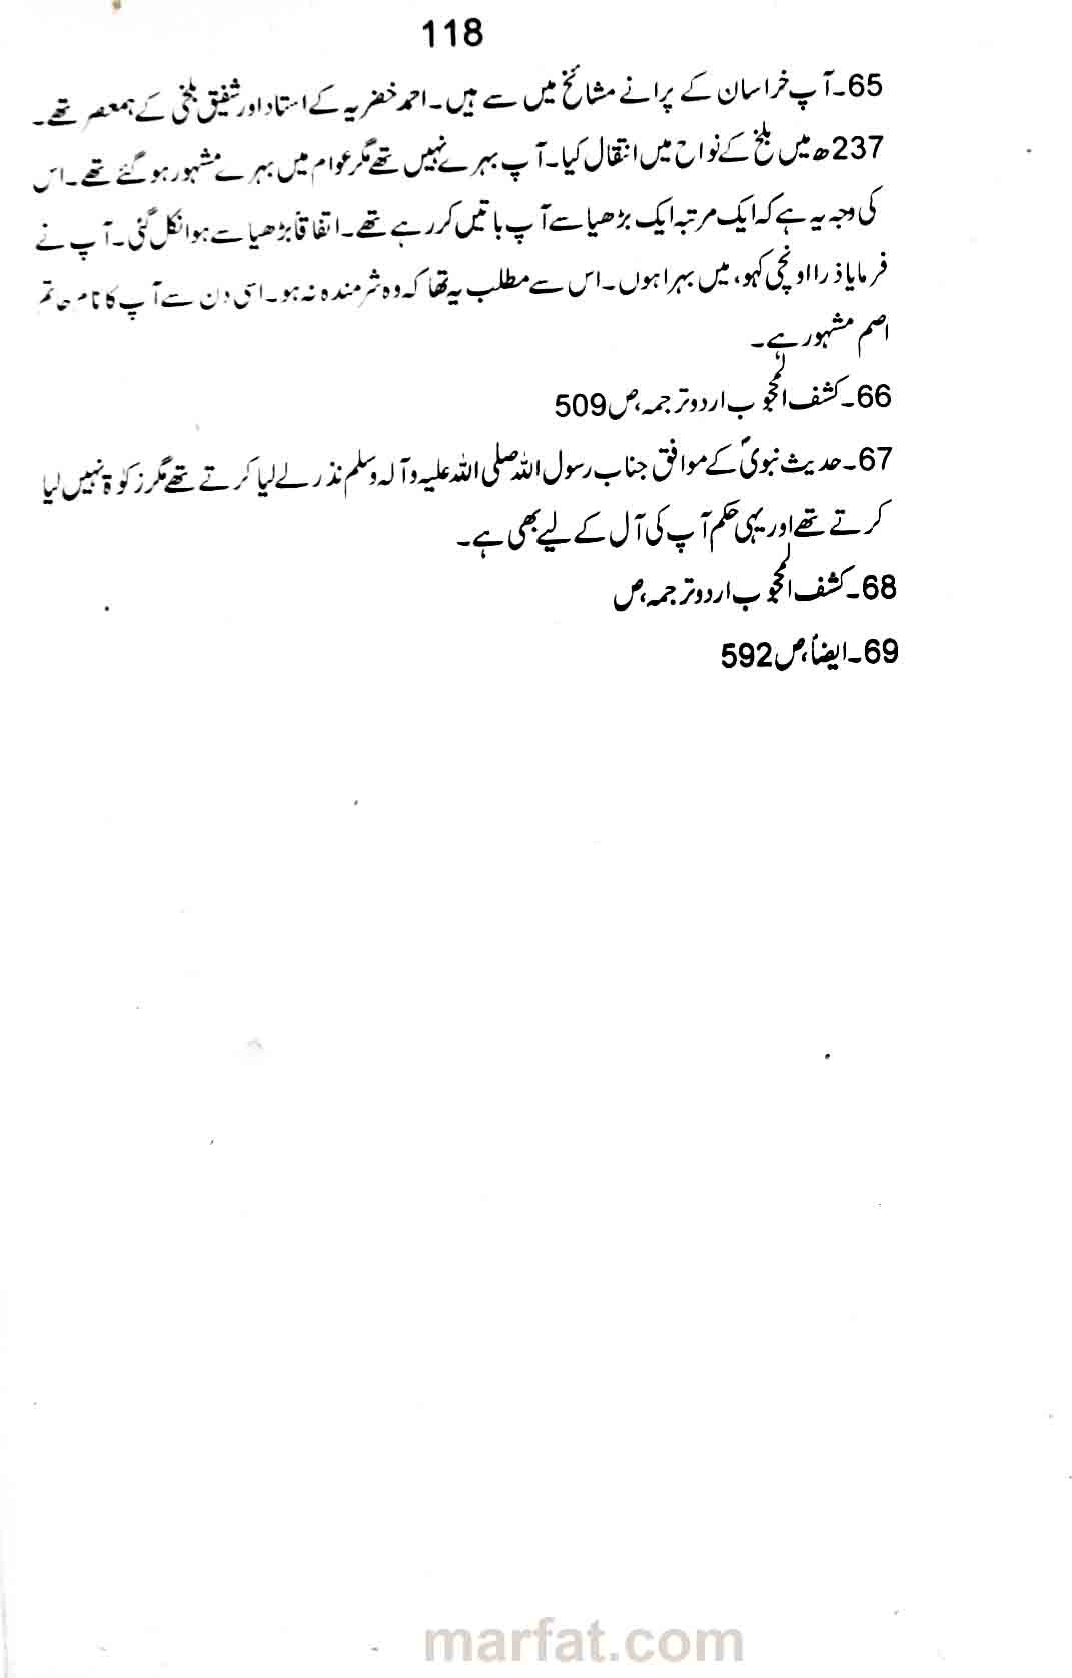 118
65۔آپ خراسان کے پرانے مشائخ میں سے ہیں۔احمد خضریہ کے استاد اور شفیق بلخی کے ہمعصر تھے۔
237ھ میں بلخ کے نواح میں انتقال کیا۔آپ بہرے نہیں تھے مگر عوام میں بہرے مشہور ہو گئے تھے۔اس
کی وجہ یہ ہے کہ ایک مرتبہ ایک بڑھیا سے آپ باتیں کر رہے تھے۔اتفاقاً بڑھیا سے ہوا نکل گئی۔آپ نے
فرمایا ذرا اونچی کہو، میں بہرا ہوں۔اس سے مطلب یہ تھا کہ وہ شرمندہ نہ ہو۔اسی دن سے آپ کا نام حاتم
اصم مشہور ہے۔
66۔کشف المحجوب اردو ترجمہ،ص509
67۔حدیث نبویؐ کے موافق جناب رسول اللہ صلی اللہ علیہ وآلہ وسلم نذر لے لیا کرتے تھے مگر زکوٰۃ نہیں لیا
کرتے تھے اور یہی حکم آپ کی آل کے لیے بھی ہے۔
68۔کشف المحجوب اردو ترجمہ،ص
69۔ایضاً،ص592
marfat.com